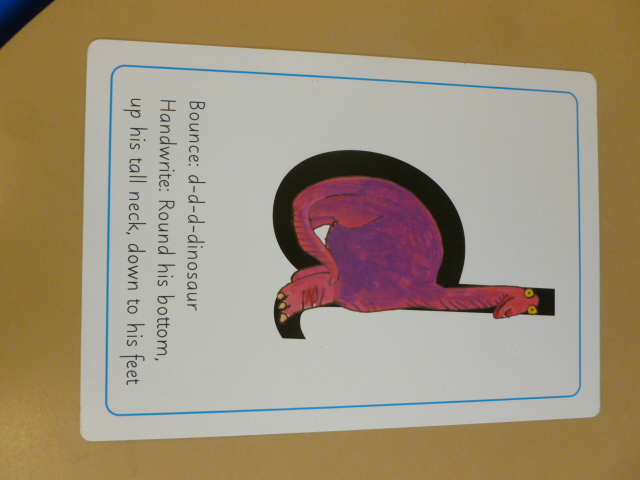 Bounce: d-d-d-dinosaur
Handwrite: Round his bottom,
up his tall neck, down to his feet